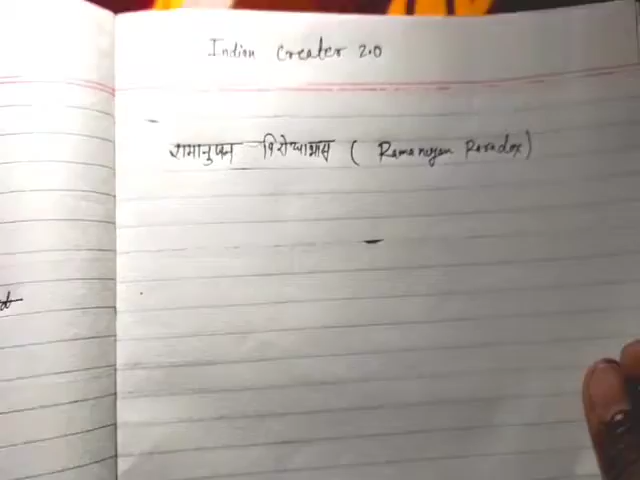 Indian Creater 2.0
रामानुजन विरोधाभास ( Ramanujan Paradox )